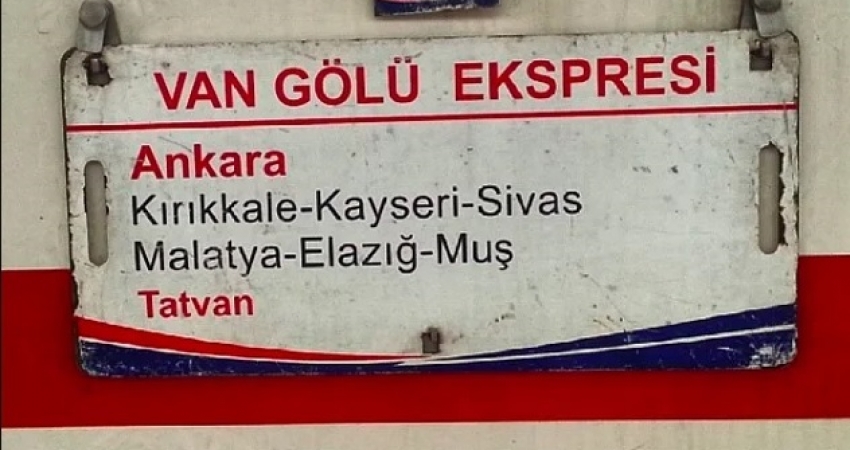 VAN GÖLÜ EKSPRESİ
Ankara
Kırıkkale-Kayseri-Sivas
Malatya-Elazığ-Muş
Tatvan